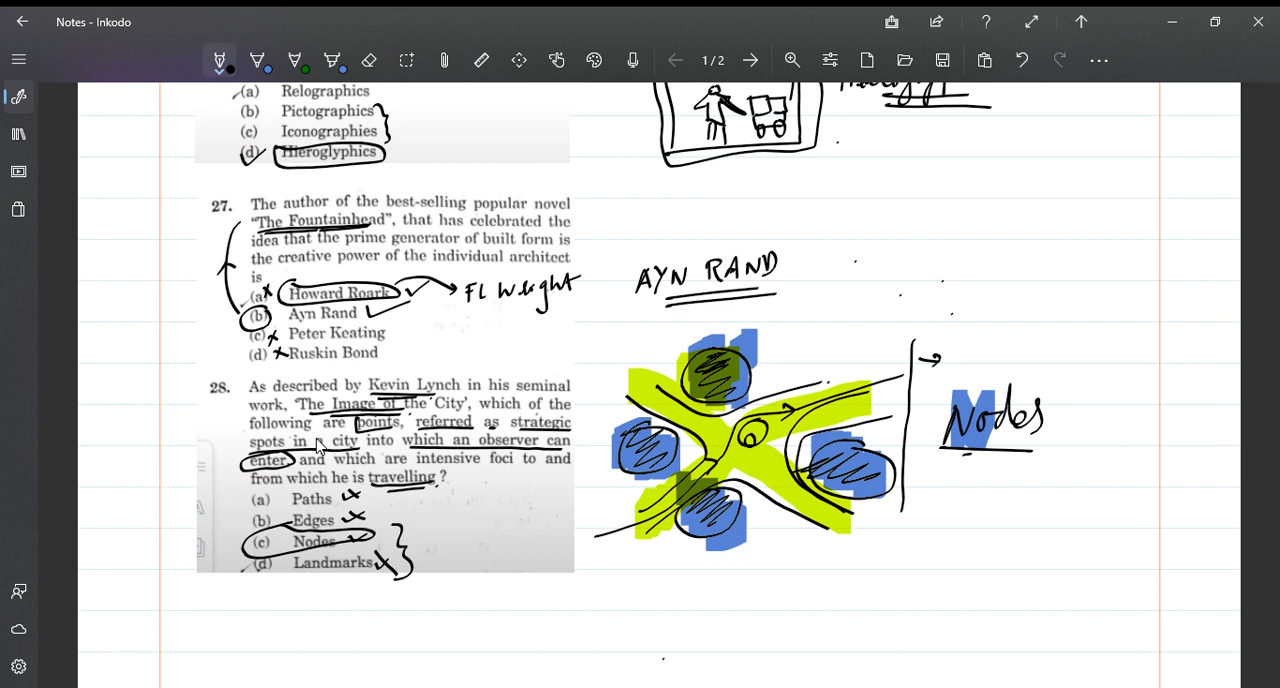 Notes - Inkodo
1 / 2
(a) Relographics
(b) Pictographics
(c) Iconographies
(d) Hieroglyphics
27. The author of the best-selling popular novel
"The Fountainhead", that has celebrated the
idea that the prime generator of built form is
the creative power of the individual architect
is
(a) Howard Roark
FL Wright
(b) Ayn Rand
(c) Peter Keating
(d) Ruskin Bond
AYN RAND
28. As described by Kevin Lynch in his seminal
work, 'The Image of the City', which of the
following are points, referred as strategic
spots in a city into which an observer can
enter, and which are intensive foci to and
from which he is travelling ?
(a) Paths
(b) Edges
(c) Nodes
(d) Landmarks
Nodes